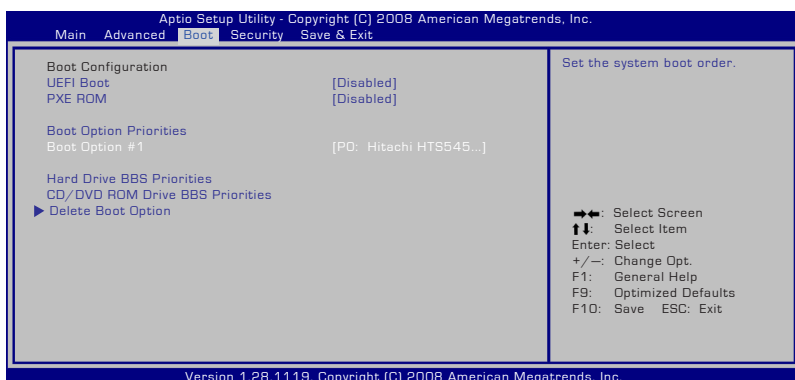 Aptio Setup Utility - Copyright (C) 2008 American Megatrends, Inc.
Main Advanced Boot Security Save & Exit
Boot Configuration
UEFI Boot [Disabled]
PXE ROM [Disabled]
Boot Option Priorities
Boot Option #1 [P0: Hitachi HTS545...]
Hard Drive BBS Priorities
CD/DVD ROM Drive BBS Priorities
Delete Boot Option
Set the system boot order.
→←: Select Screen
↑↓: Select Item
Enter: Select
+/—: Change Opt.
F1: General Help
F9: Optimized Defaults
F10: Save ESC: Exit
Version 1.28.1119. Copyright (C) 2008 American Megatrends, Inc.